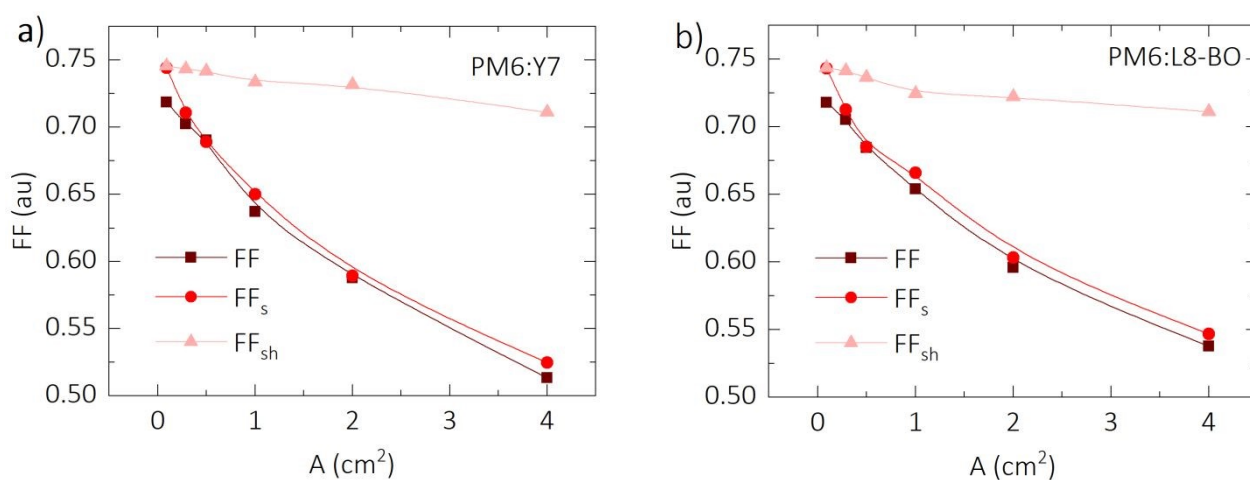 a)
PM6:Y7
FF (au)
0.75
0.70
0.65
0.60
0.55
0.50
FF
FFₛ
FFₛₕ
0 1 2 3 4
A (cm²)
b)
PM6:L8-BO
FF (au)
0.75
0.70
0.65
0.60
0.55
0.50
FF
FFₛ
FFₛₕ
0 1 2 3 4
A (cm²)